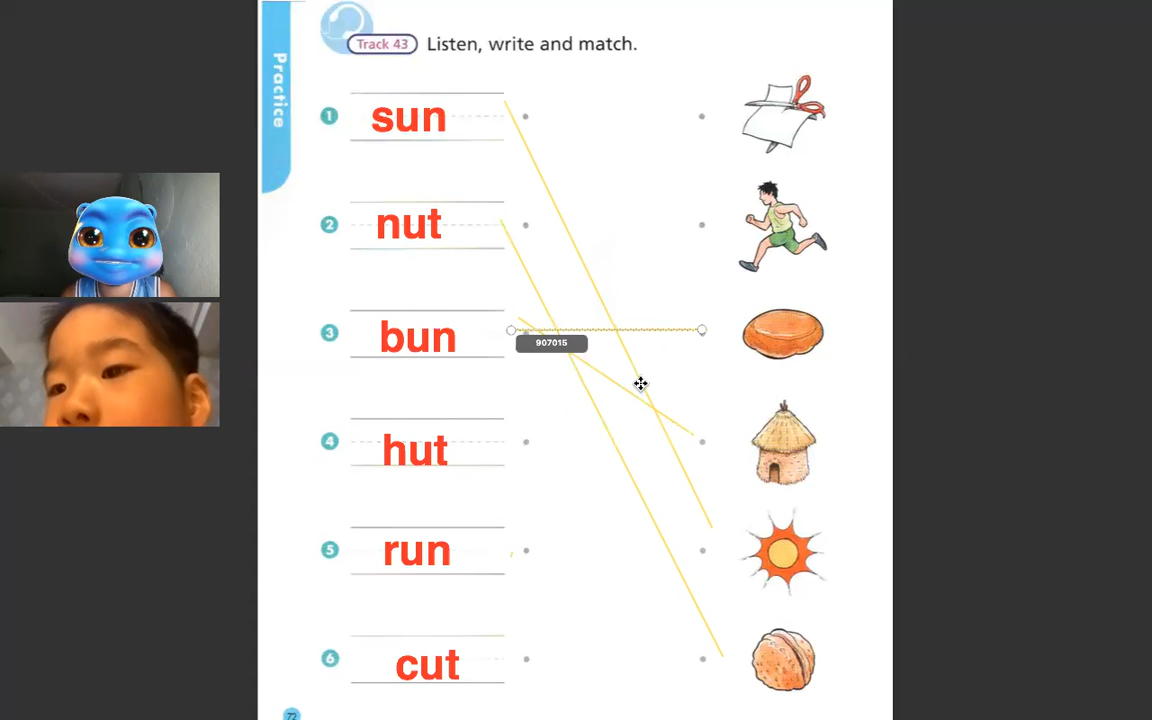 Practice
Track 43 Listen, write and match.
1 sun
2 nut
3 bun
907015
4 hut
5 run
6 cut
72